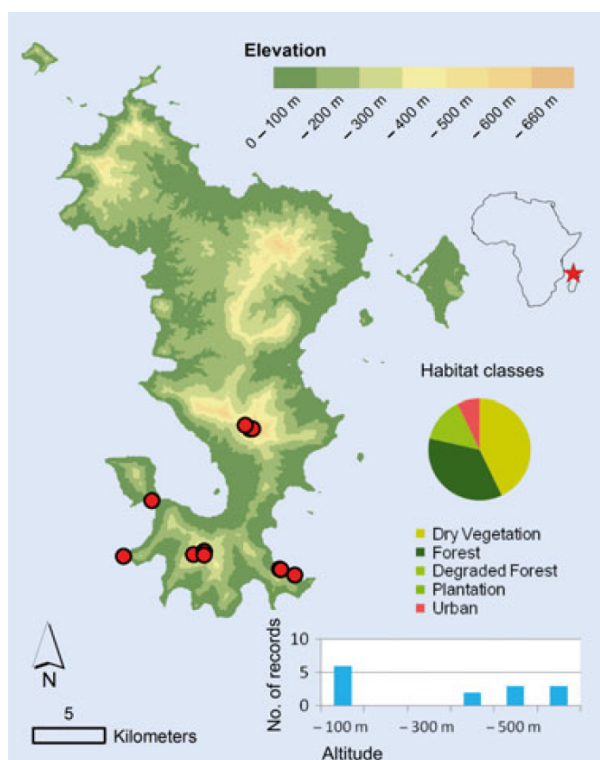 Elevation
0 – 100 m
– 200 m
– 300 m
– 400 m
– 500 m
– 600 m
– 660 m
Habitat classes
Dry Vegetation
Forest
Degraded Forest
Plantation
Urban
N
5
Kilometers
No. of records
10
5
0
– 100 m
– 300 m
– 500 m
Altitude